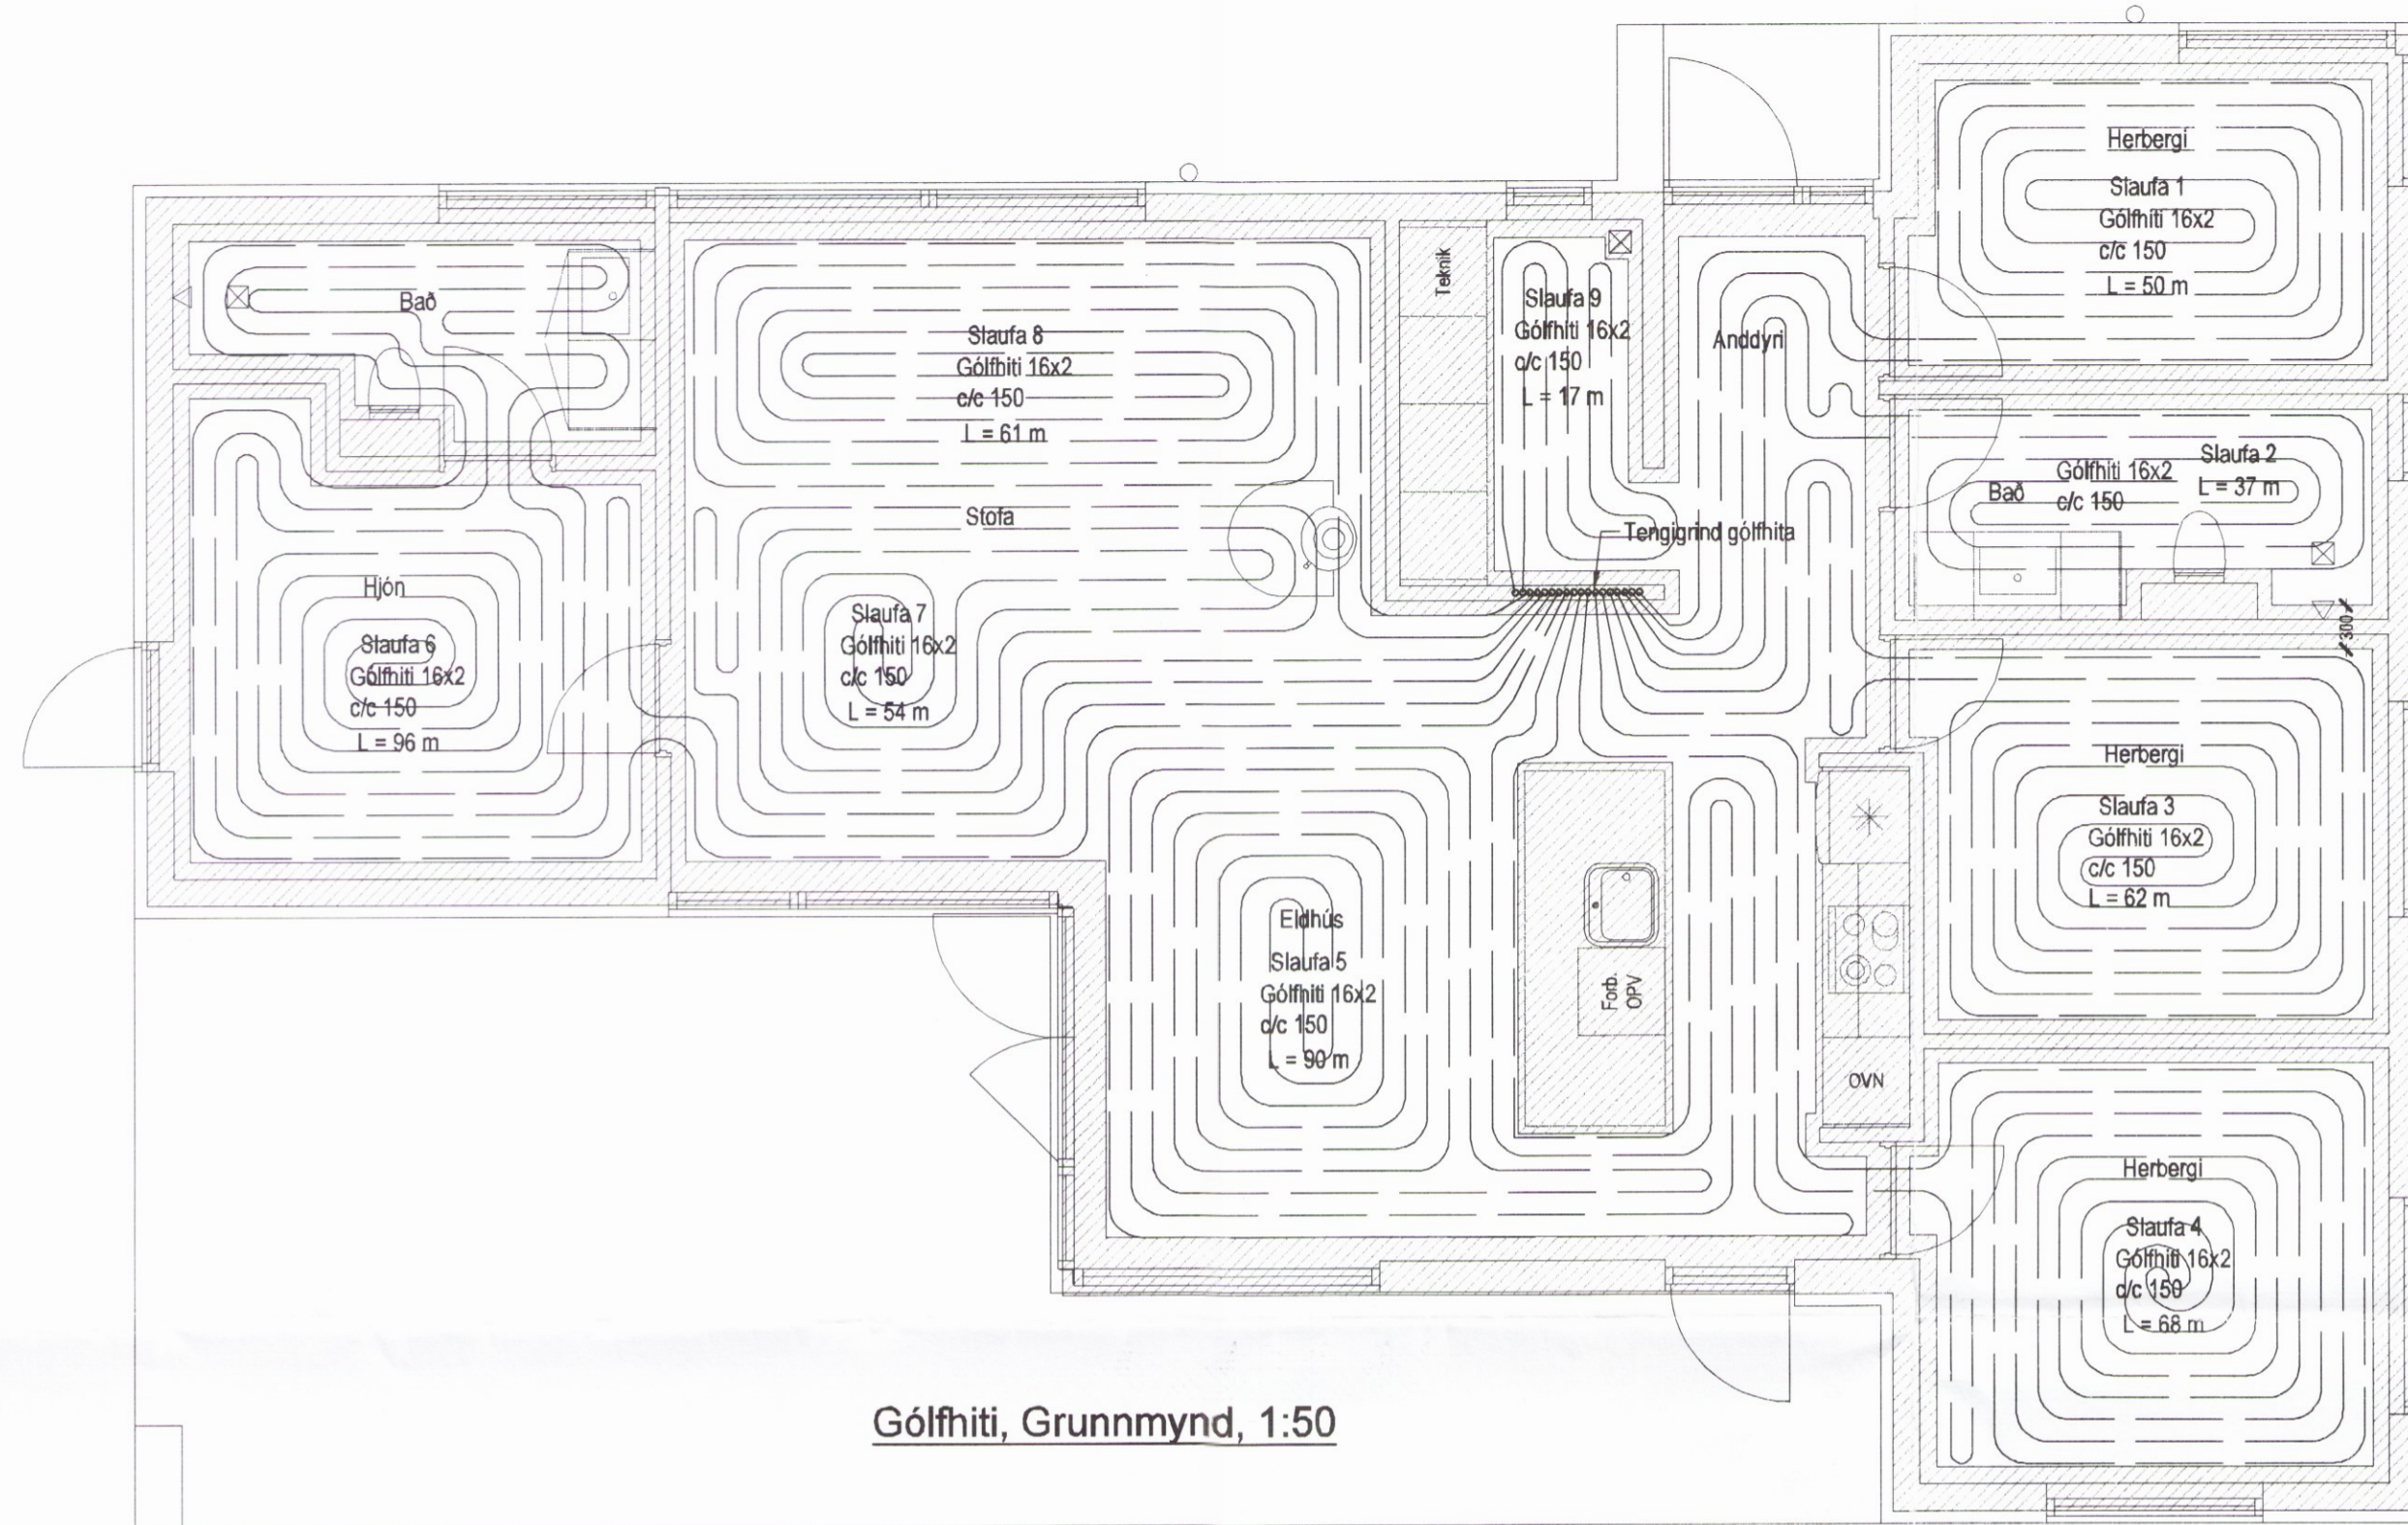 Herbergi
Slaufa 1
Gólfhiti 16x2
c/c 150
L = 50 m
Bað
Slaufa 8
Gólfhiti 16x2
c/c 150
L = 61 m
Stofa
Teknik
Slaufa 9
Gólfhiti 16x2
c/c 150
L = 17 m
Anddyri
Slaufa 2
Gólfhiti 16x2
L = 37 m
Bað
c/c 150
Tengigrind gólfhita
300
Hjón
Slaufa 6
Gólfhiti 16x2
c/c 150
L = 96 m
Slaufa 7
Gólfhiti 16x2
c/c 150
L = 54 m
Herbergi
Slaufa 3
Gólfhiti 16x2
c/c 150
L = 62 m
Eldhús
Slaufa 5
Gólfhiti 16x2
c/c 150
L = 90 m
Forb.
OPV
OVN
Herbergi
Slaufa 4
Gólfhiti 16x2
c/c 150
L = 68 m
Gólfhiti, Grunnmynd, 1:50